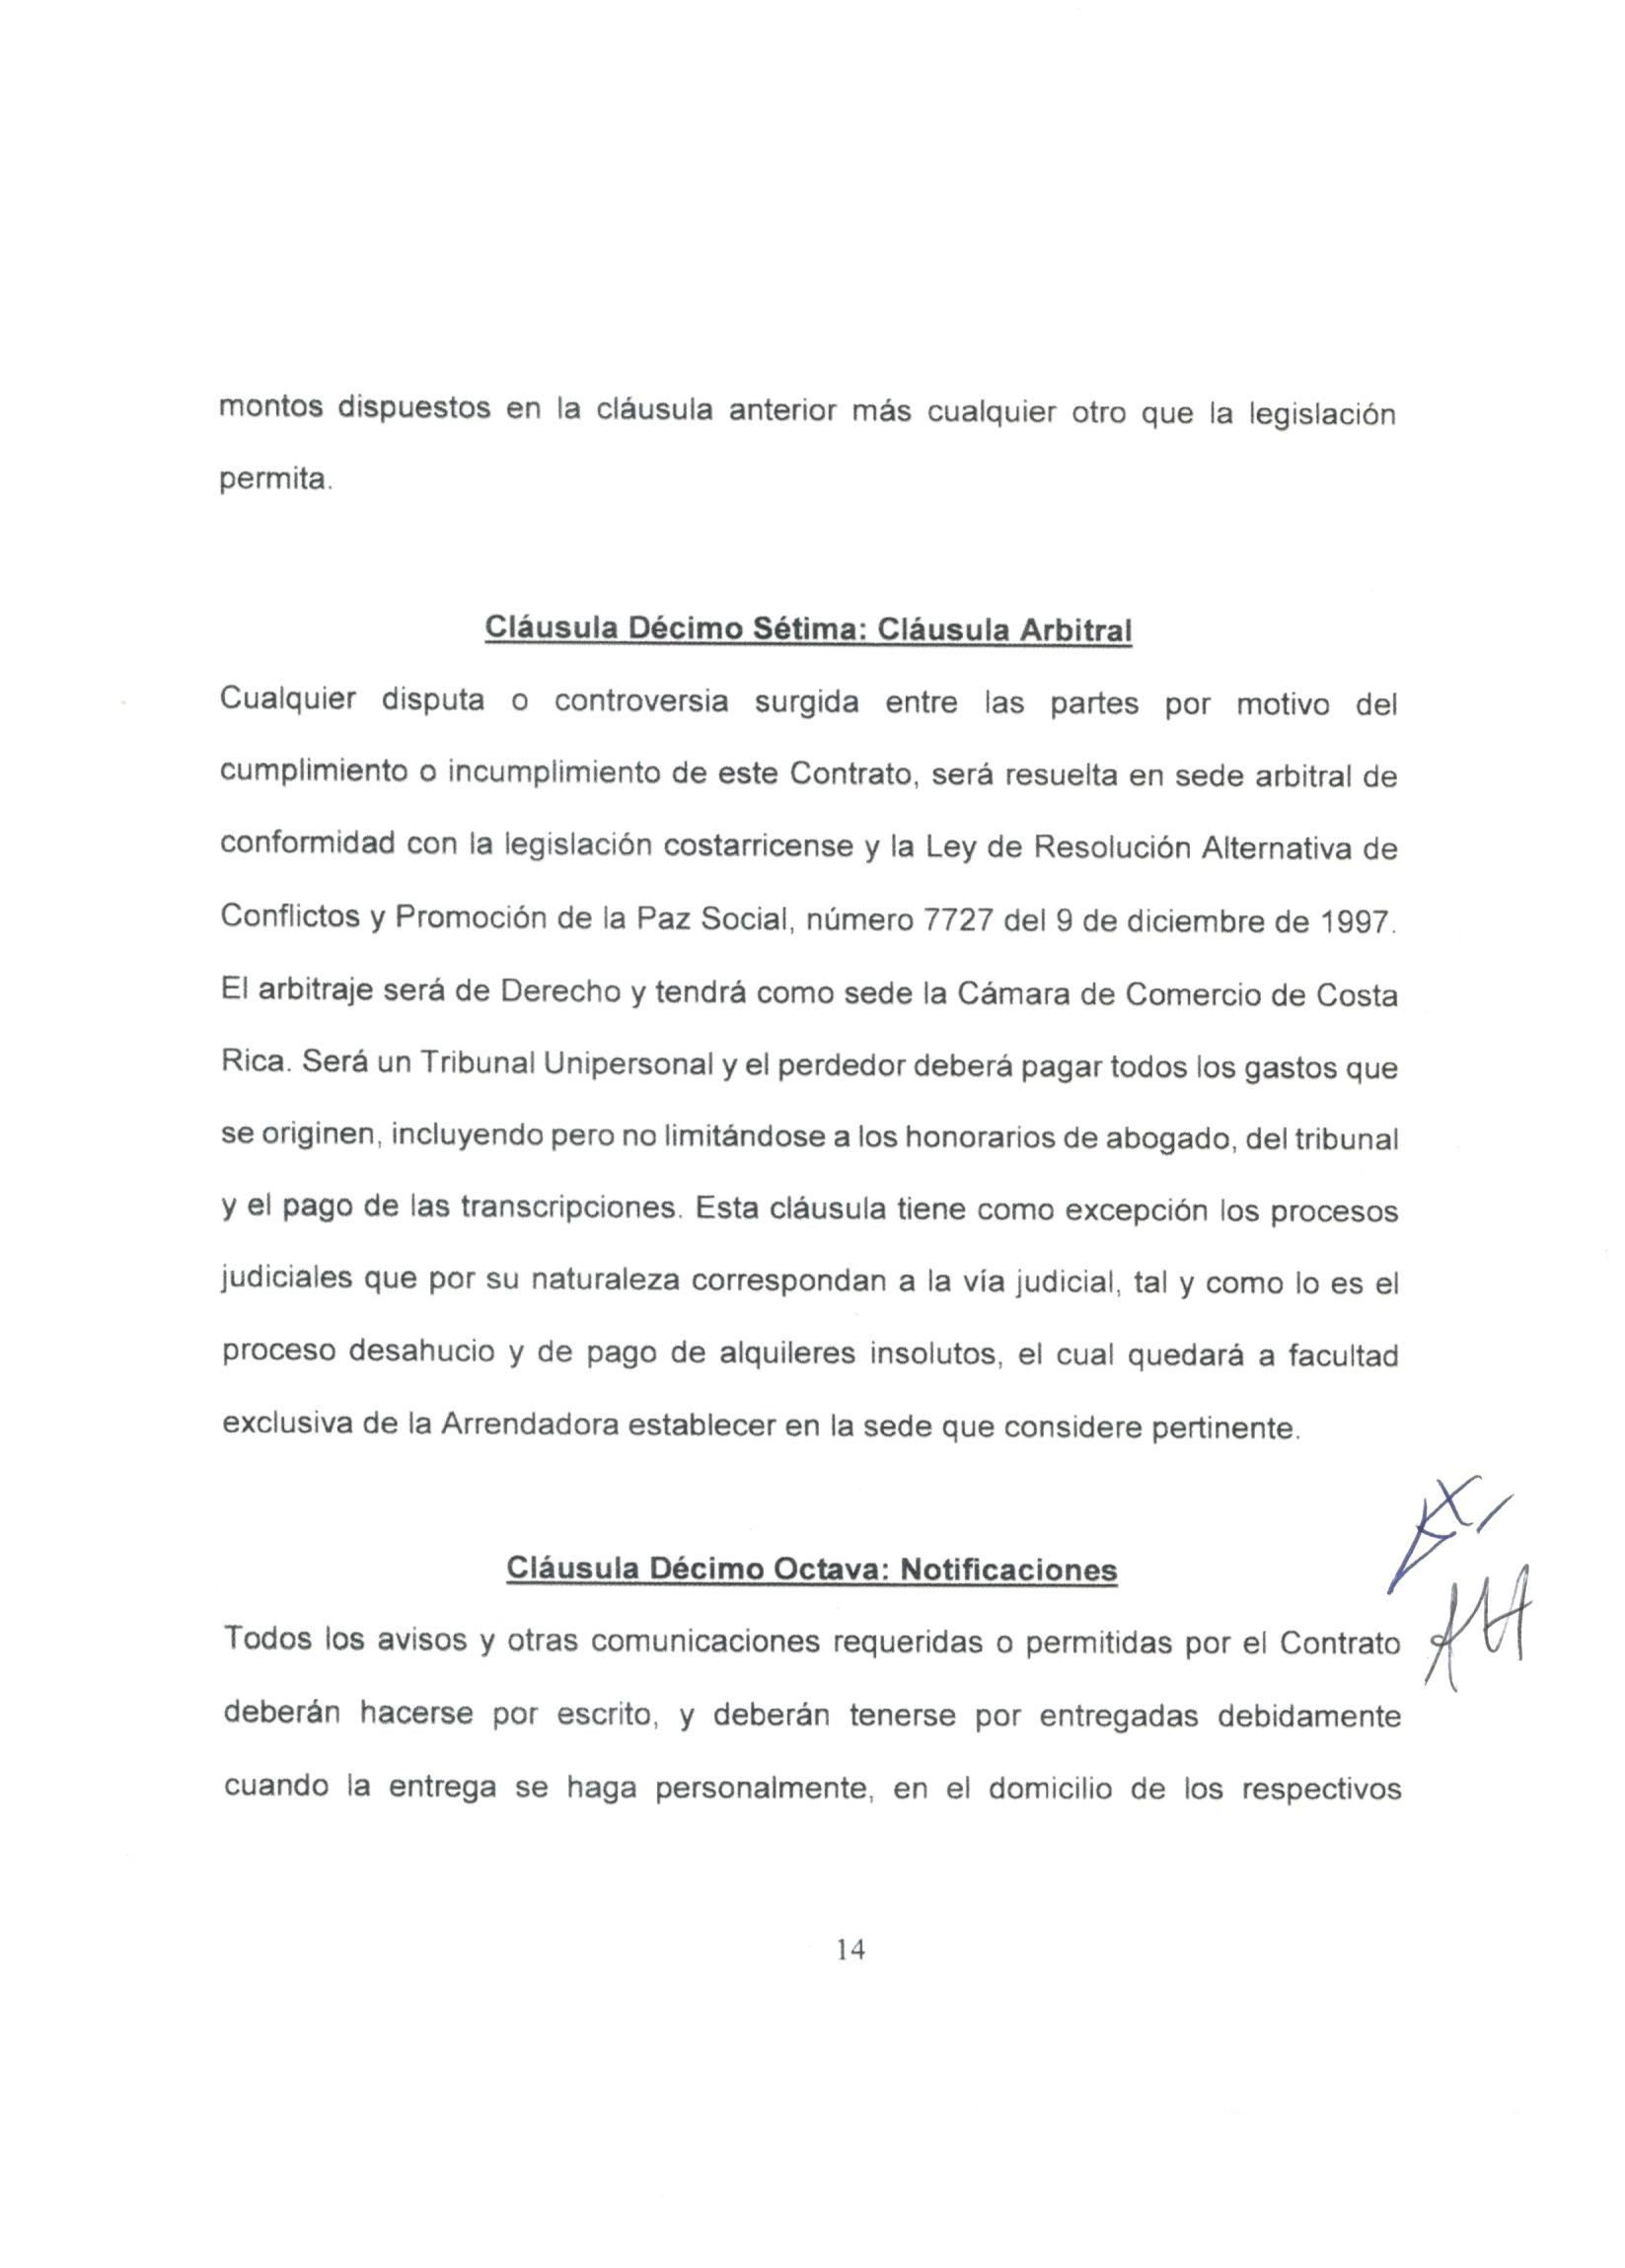 montos dispuestos en la cláusula anterior más cualquier otro que la legislación
permita.
Cláusula Décimo Sétima: Cláusula Arbitral
Cualquier disputa o controversia surgida entre las partes por motivo del
cumplimiento o incumplimiento de este Contrato, será resuelta en sede arbitral de
conformidad con la legislación costarricense y la Ley de Resolución Alternativa de
Conflictos y Promoción de la Paz Social, número 7727 del 9 de diciembre de 1997.
El arbitraje será de Derecho y tendrá como sede la Cámara de Comercio de Costa
Rica. Será un Tribunal Unipersonal y el perdedor deberá pagar todos los gastos que
se originen, incluyendo pero no limitándose a los honorarios de abogado, del tribunal
y el pago de las transcripciones. Esta cláusula tiene como excepción los procesos
judiciales que por su naturaleza correspondan a la vía judicial, tal y como lo es el
proceso desahucio y de pago de alquileres insolutos, el cual quedará a facultad
exclusiva de la Arrendadora establecer en la sede que considere pertinente.
Cláusula Décimo Octava: Notificaciones
Todos los avisos y otras comunicaciones requeridas o permitidas por el Contrato
deberán hacerse por escrito, y deberán tenerse por entregadas debidamente
cuando la entrega se haga personalmente, en el domicilio de los respectivos
14